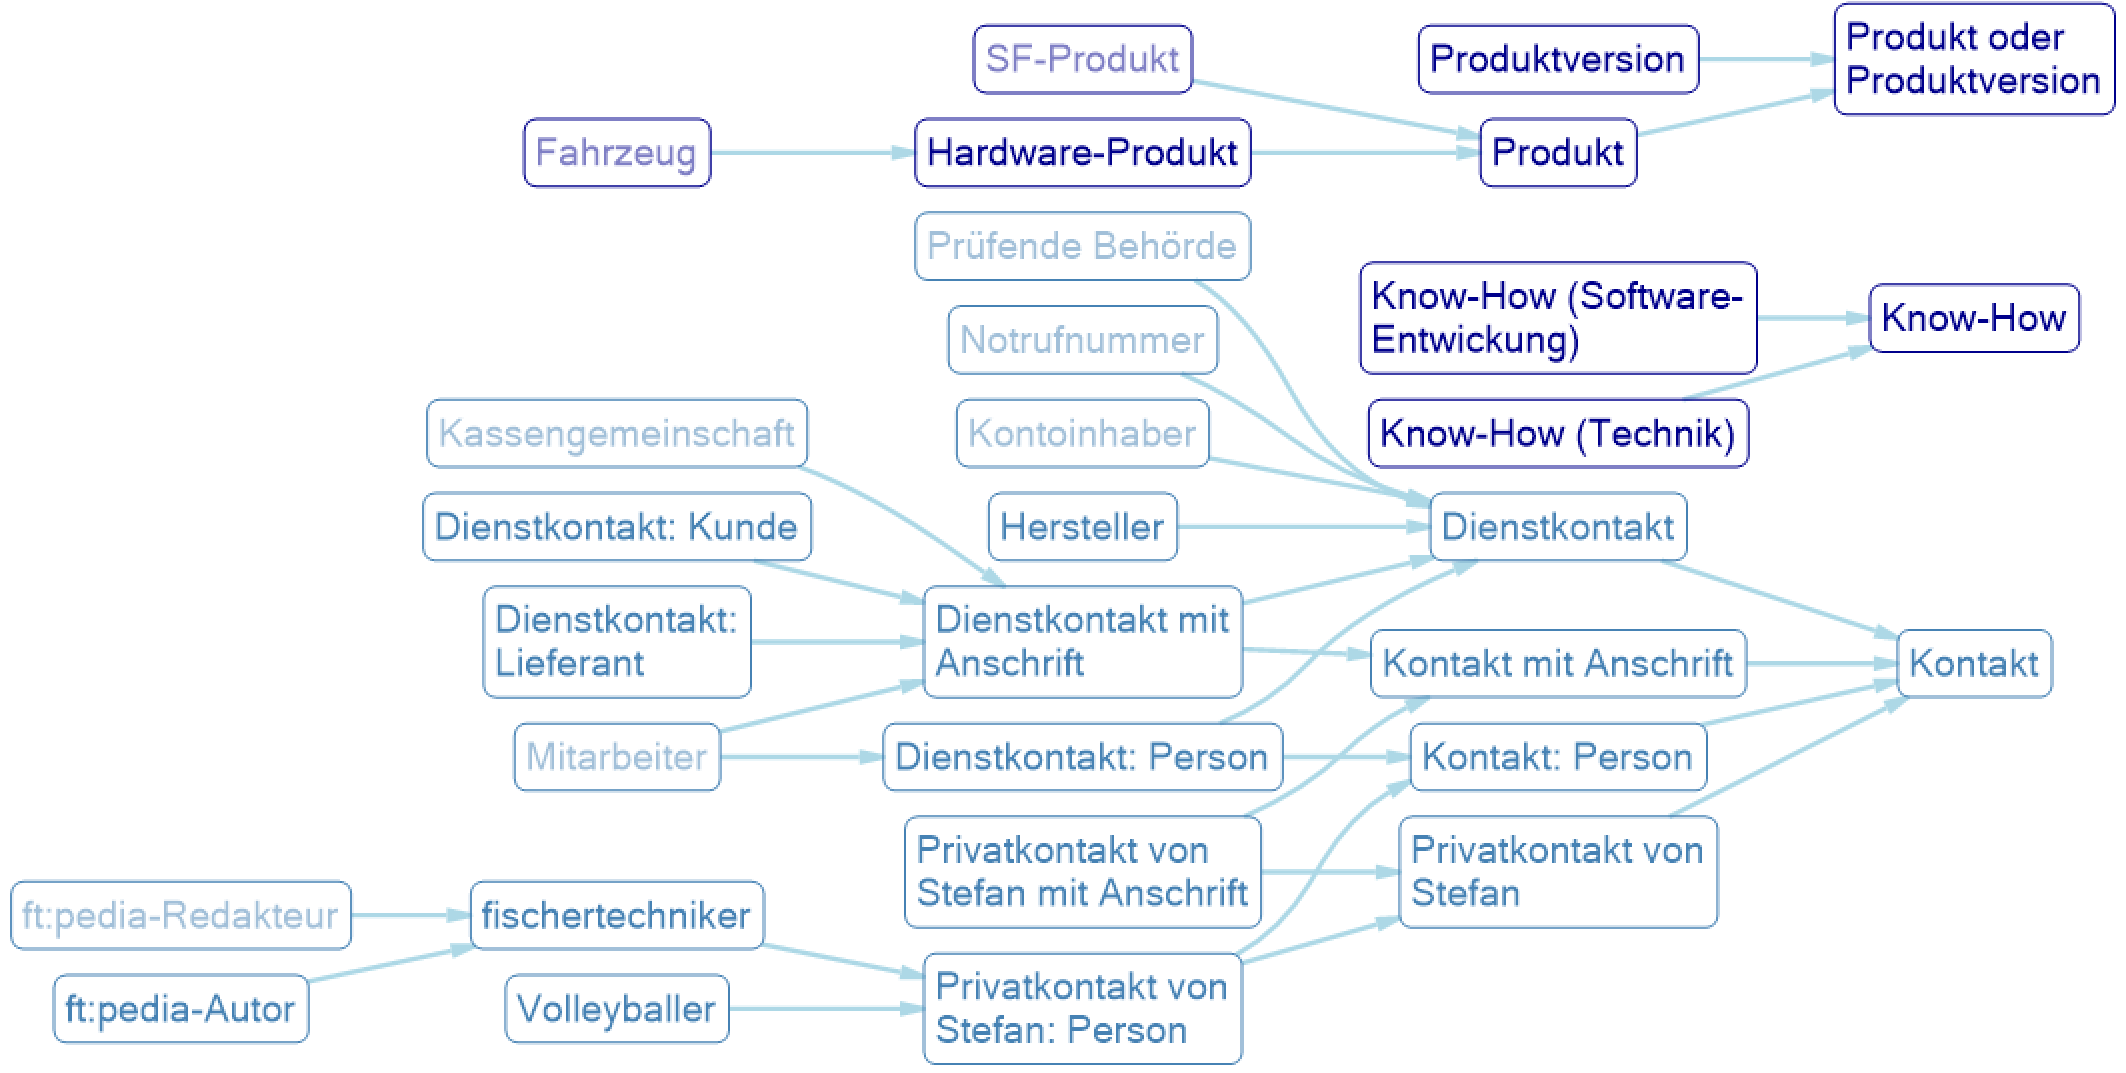 SF-Produkt
Produktversion
Produkt oder
Produktversion
Fahrzeug
Hardware-Produkt
Produkt
Prüfende Behörde
Know-How (Software-
Entwickung)
Know-How
Notrufnummer
Kassengemeinschaft
Kontoinhaber
Know-How (Technik)
Dienstkontakt: Kunde
Hersteller
Dienstkontakt
Dienstkontakt:
Lieferant
Dienstkontakt mit
Anschrift
Kontakt mit Anschrift
Kontakt
Mitarbeiter
Dienstkontakt: Person
Kontakt: Person
Privatkontakt von
Stefan mit Anschrift
Privatkontakt von
Stefan
ft:pedia-Redakteur
fischertechniker
ft:pedia-Autor
Volleyballer
Privatkontakt von
Stefan: Person